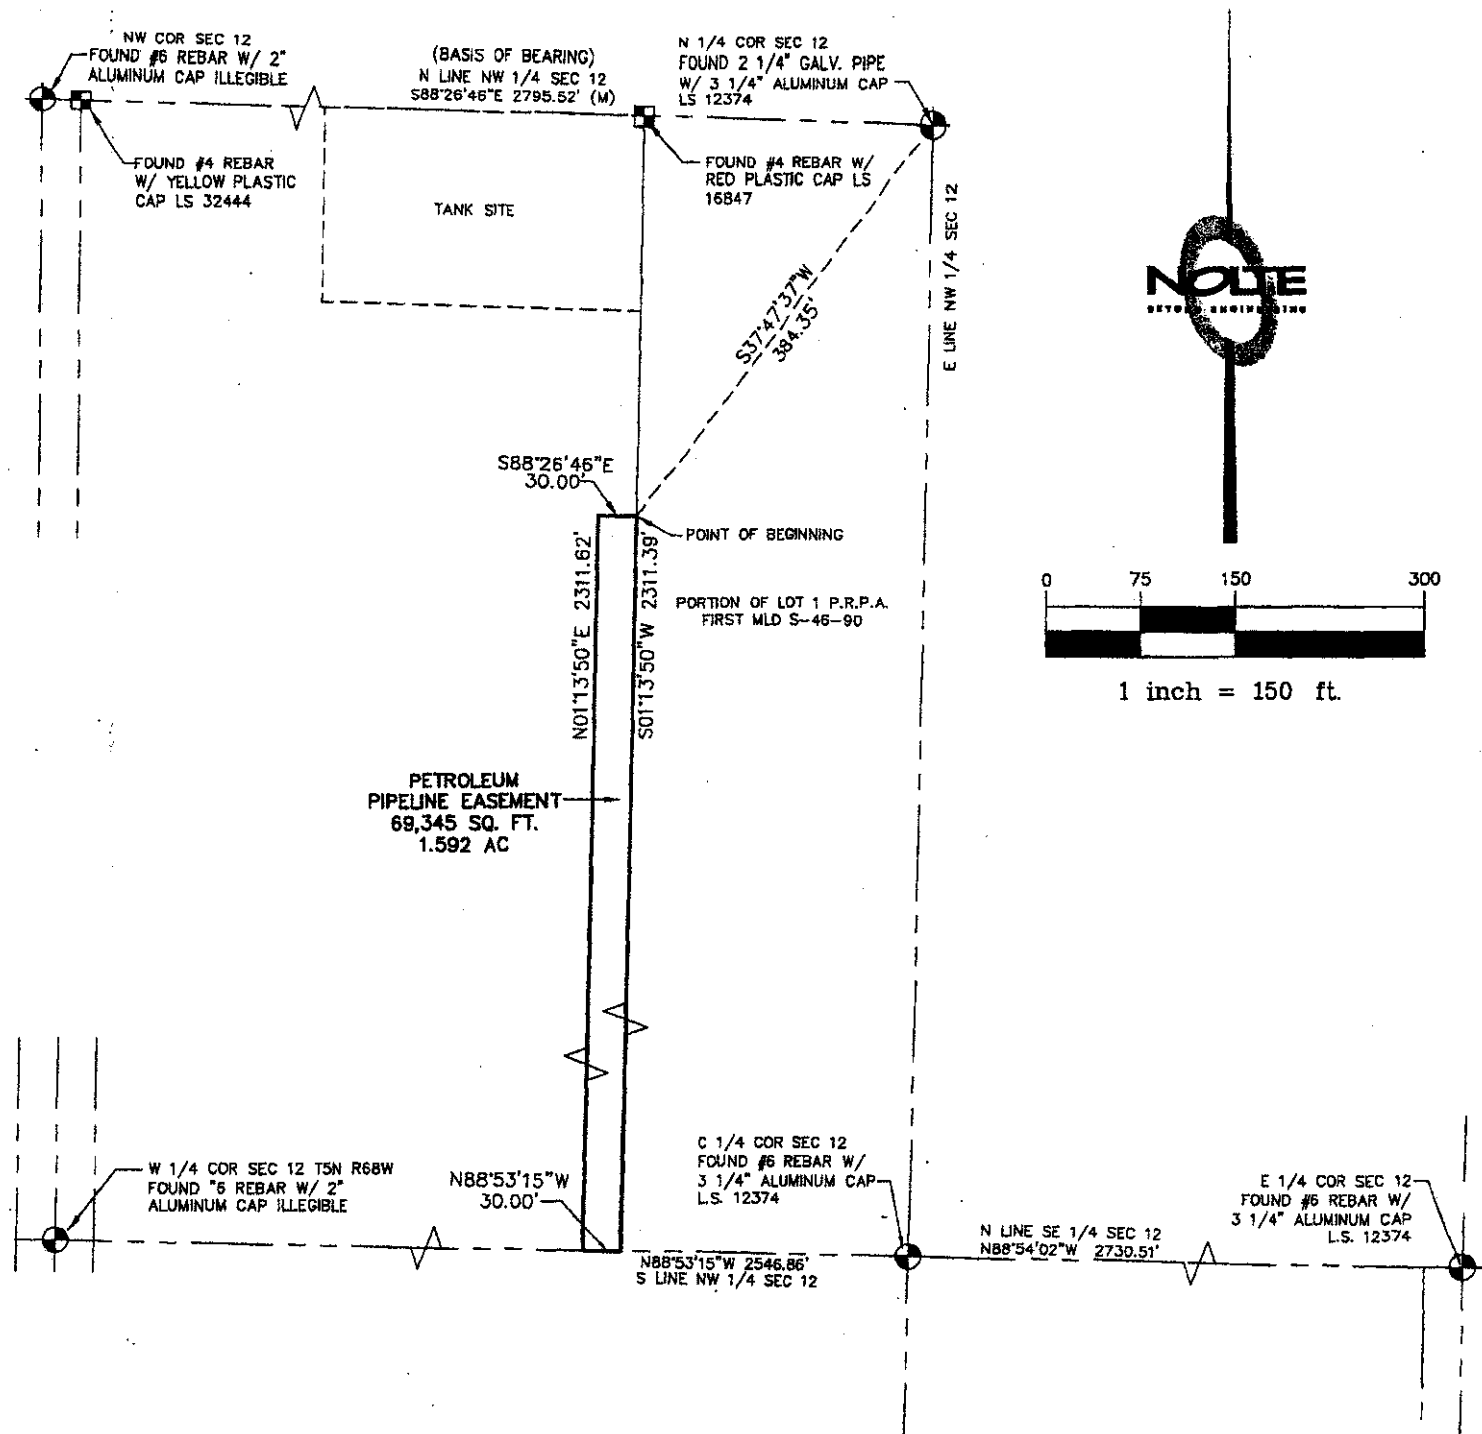 NW COR SEC 12
FOUND #6 REBAR W/ 2"
ALUMINUM CAP ILLEGIBLE
(BASIS OF BEARING)
N LINE NW 1/4 SEC 12
S88°26'46"E 2795.52' (M)
N 1/4 COR SEC 12
FOUND 2 1/4" GALV. PIPE
W/ 3 1/4" ALUMINUM CAP
LS 12374
FOUND #4 REBAR
W/ YELLOW PLASTIC
CAP LS 32444
FOUND #4 REBAR W/
RED PLASTIC CAP LS
16847
TANK SITE
E LINE NW 1/4 SEC 12
S37°47'37"W
384.35'
NOLTE
BEYOND ENGINEERING
S88°26'46"E
30.00'
POINT OF BEGINNING
N01°13'50"E 2311.62'
S01°13'50"W 2311.39'
PORTION OF LOT 1 P.R.P.A.
FIRST MLD S-46-90
0 75 150 300
1 inch = 150 ft.
PETROLEUM
PIPELINE EASEMENT
69,345 SQ. FT.
1.592 AC
W 1/4 COR SEC 12 T5N R68W
FOUND "6 REBAR W/ 2"
ALUMINUM CAP ILLEGIBLE
N88°53'15"W
30.00'
C 1/4 COR SEC 12
FOUND #6 REBAR W/
3 1/4" ALUMINUM CAP
L.S. 12374
E 1/4 COR SEC 12
FOUND #6 REBAR W/
3 1/4" ALUMINUM CAP
L.S. 12374
N LINE SE 1/4 SEC 12
N88°54'02"W 2730.51'
N88°53'15"W 2546.86'
S LINE NW 1/4 SEC 12